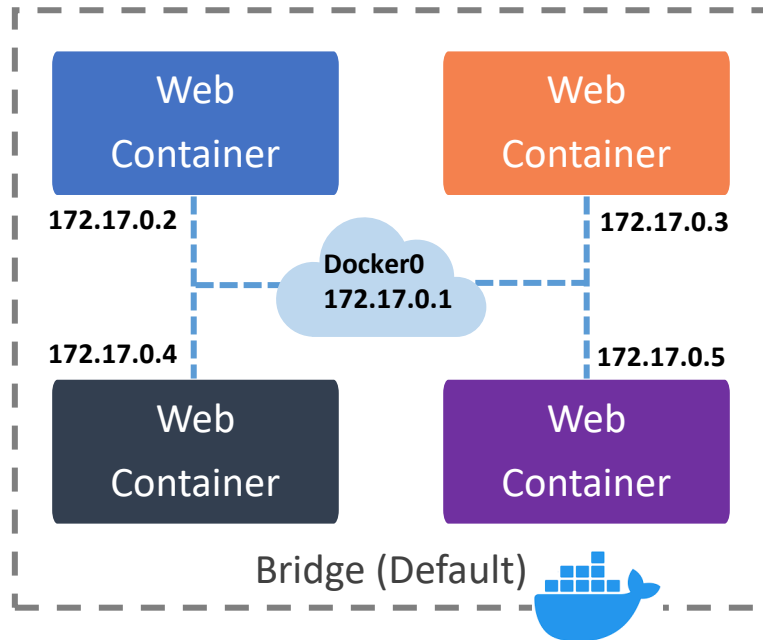 Web
Container
Web
Container
172.17.0.2
172.17.0.3
Docker0
172.17.0.1
172.17.0.4
172.17.0.5
Web
Container
Web
Container
Bridge (Default)